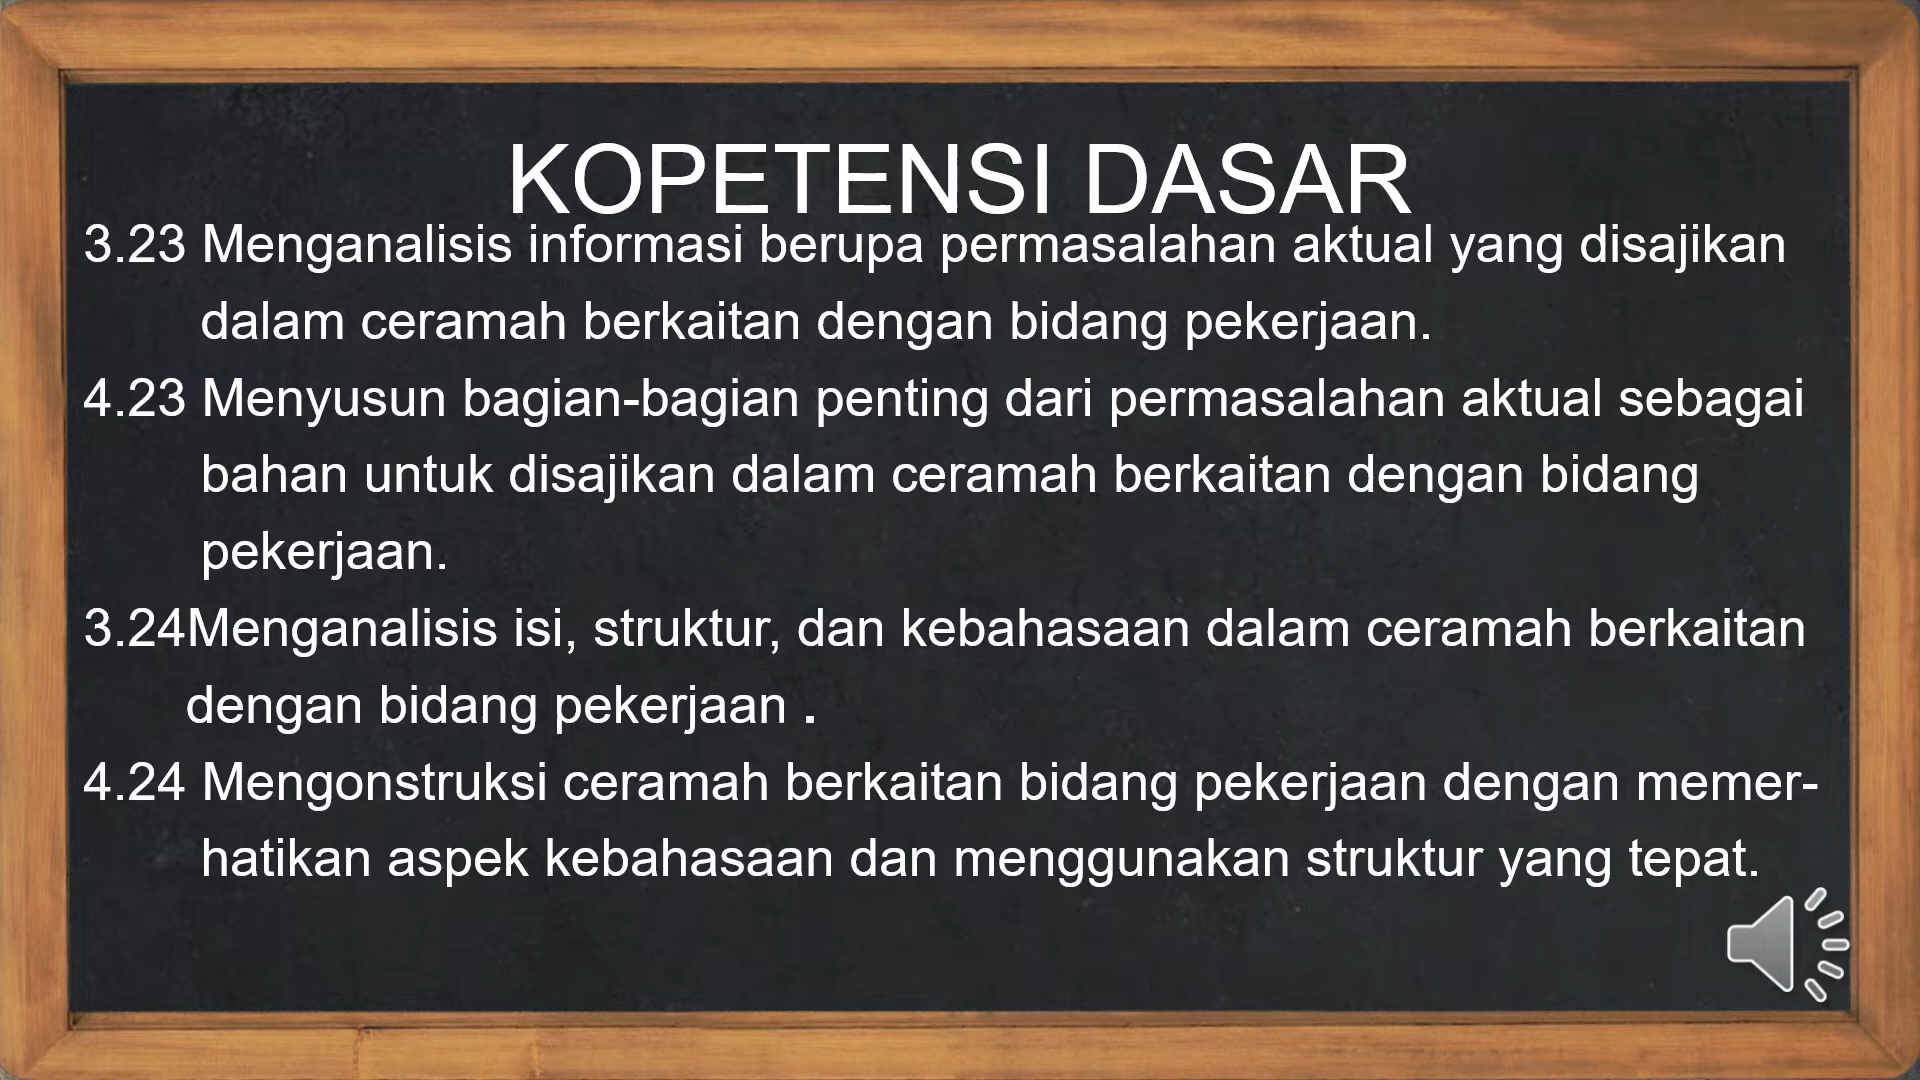 KOPETENSI DASAR
3.23 Menganalisis informasi berupa permasalahan aktual yang disajikan
dalam ceramah berkaitan dengan bidang pekerjaan.
4.23 Menyusun bagian-bagian penting dari permasalahan aktual sebagai
bahan untuk disajikan dalam ceramah berkaitan dengan bidang
pekerjaan.
3.24Menganalisis isi, struktur, dan kebahasaan dalam ceramah berkaitan
dengan bidang pekerjaan .
4.24 Mengonstruksi ceramah berkaitan bidang pekerjaan dengan memer-
hatikan aspek kebahasaan dan menggunakan struktur yang tepat.